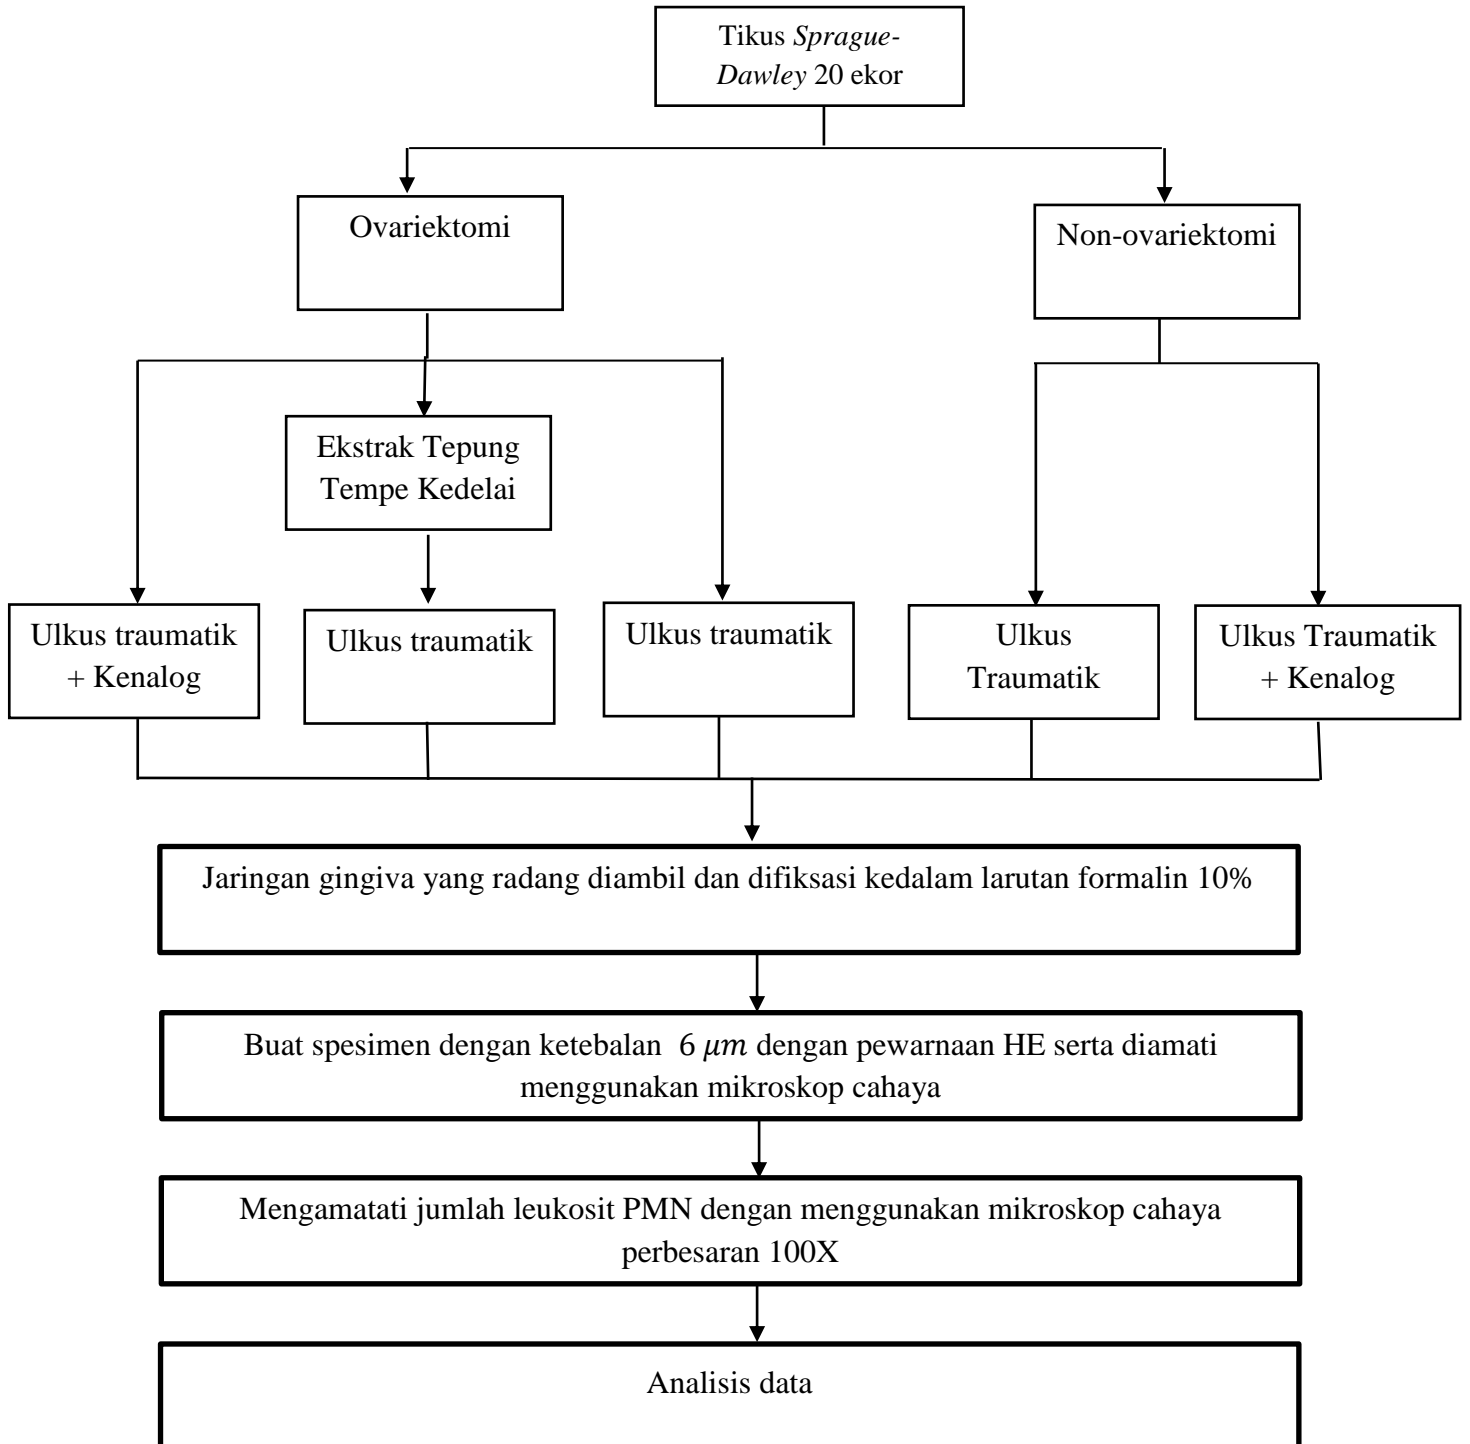 Tikus Sprague-
Dawley 20 ekor
Ovariektomi
Non-ovariektomi
Ekstrak Tepung
Tempe Kedelai
Ulkus traumatik
+ Kenalog
Ulkus traumatik
Ulkus traumatik
Ulkus
Traumatik
Ulkus Traumatik
+ Kenalog
Jaringan gingiva yang radang diambil dan difiksasi kedalam larutan formalin 10%
Buat spesimen dengan ketebalan 6 μm dengan pewarnaan HE serta diamati
menggunakan mikroskop cahaya
Mengamatati jumlah leukosit PMN dengan menggunakan mikroskop cahaya
perbesaran 100X
Analisis data